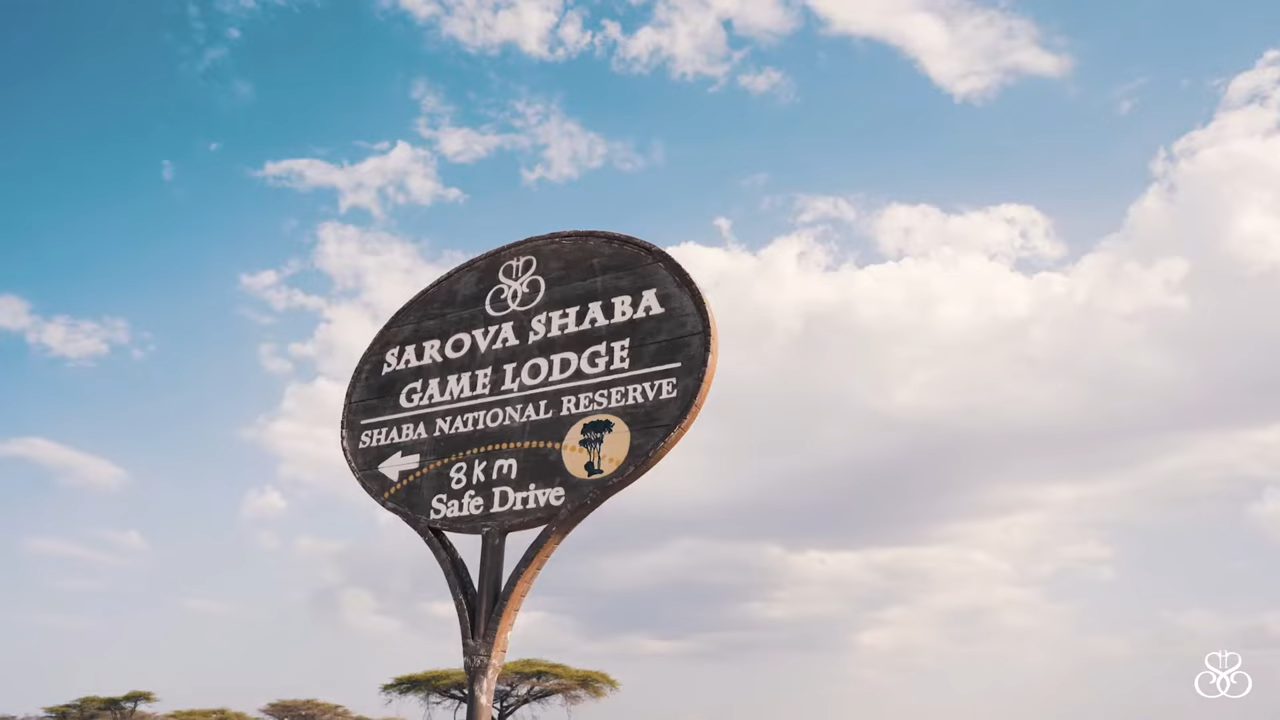 SAROVA SHABA
GAME LODGE
SHABA NATIONAL RESERVE
8km
Safe Drive